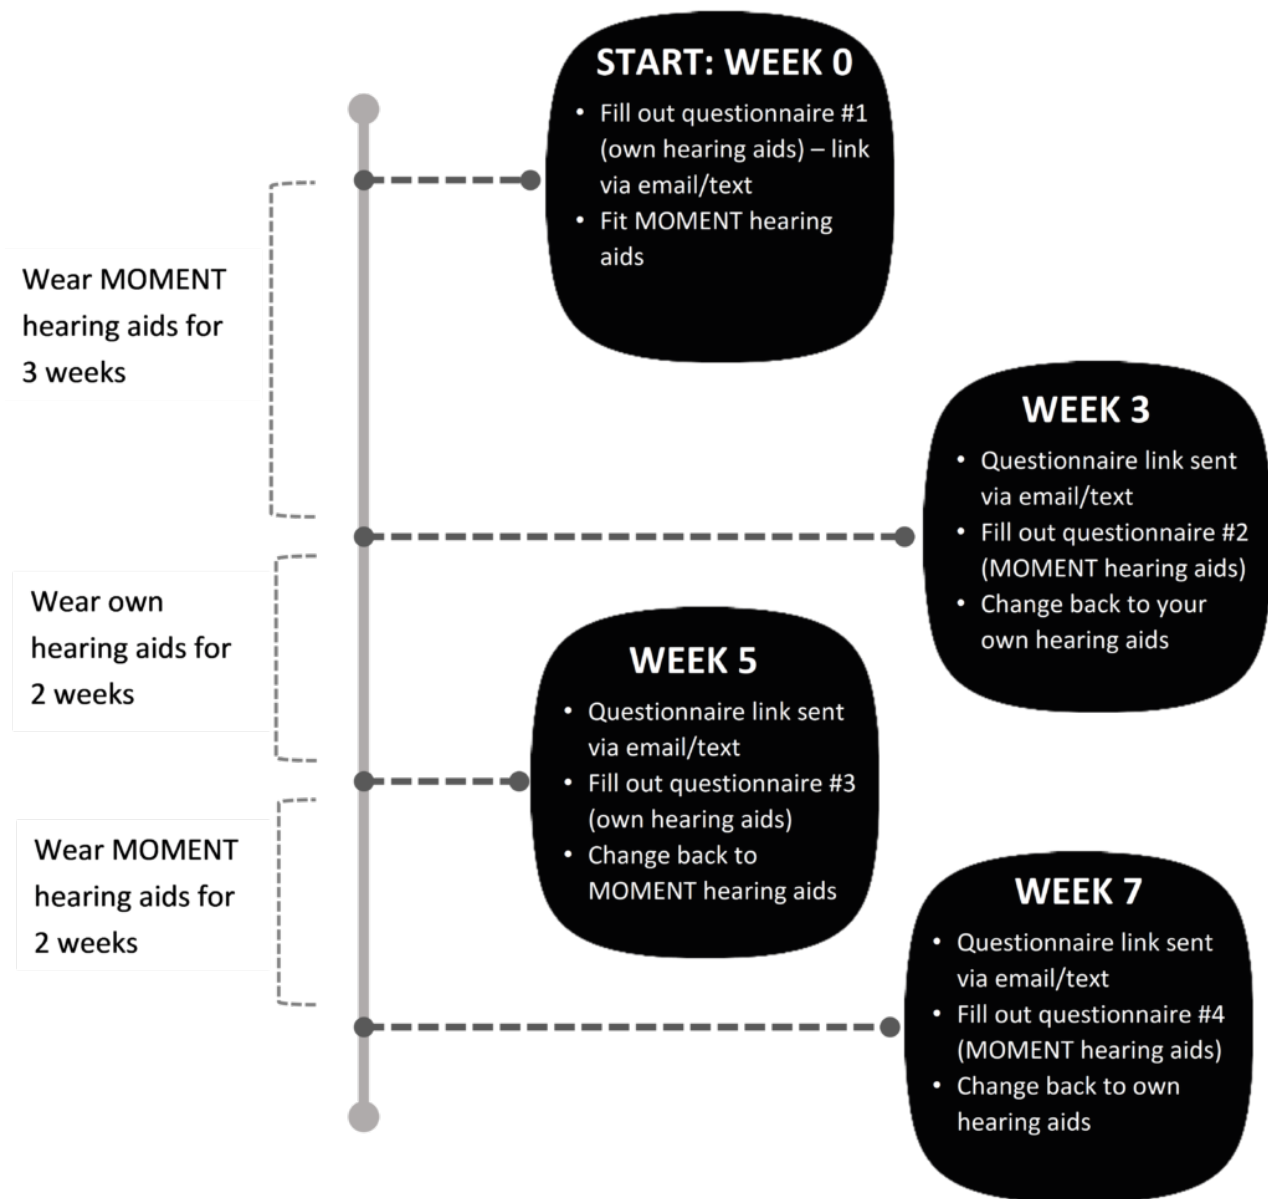 START: WEEK 0
• Fill out questionnaire #1
(own hearing aids) – link
via email/text
• Fit MOMENT hearing
aids
Wear MOMENT
hearing aids for
3 weeks
WEEK 3
• Questionnaire link sent
via email/text
• Fill out questionnaire #2
(MOMENT hearing aids)
• Change back to your
own hearing aids
Wear own
hearing aids for
2 weeks
WEEK 5
• Questionnaire link sent
via email/text
• Fill out questionnaire #3
(own hearing aids)
• Change back to
MOMENT hearing aids
Wear MOMENT
hearing aids for
2 weeks
WEEK 7
• Questionnaire link sent
via email/text
• Fill out questionnaire #4
(MOMENT hearing aids)
• Change back to own
hearing aids